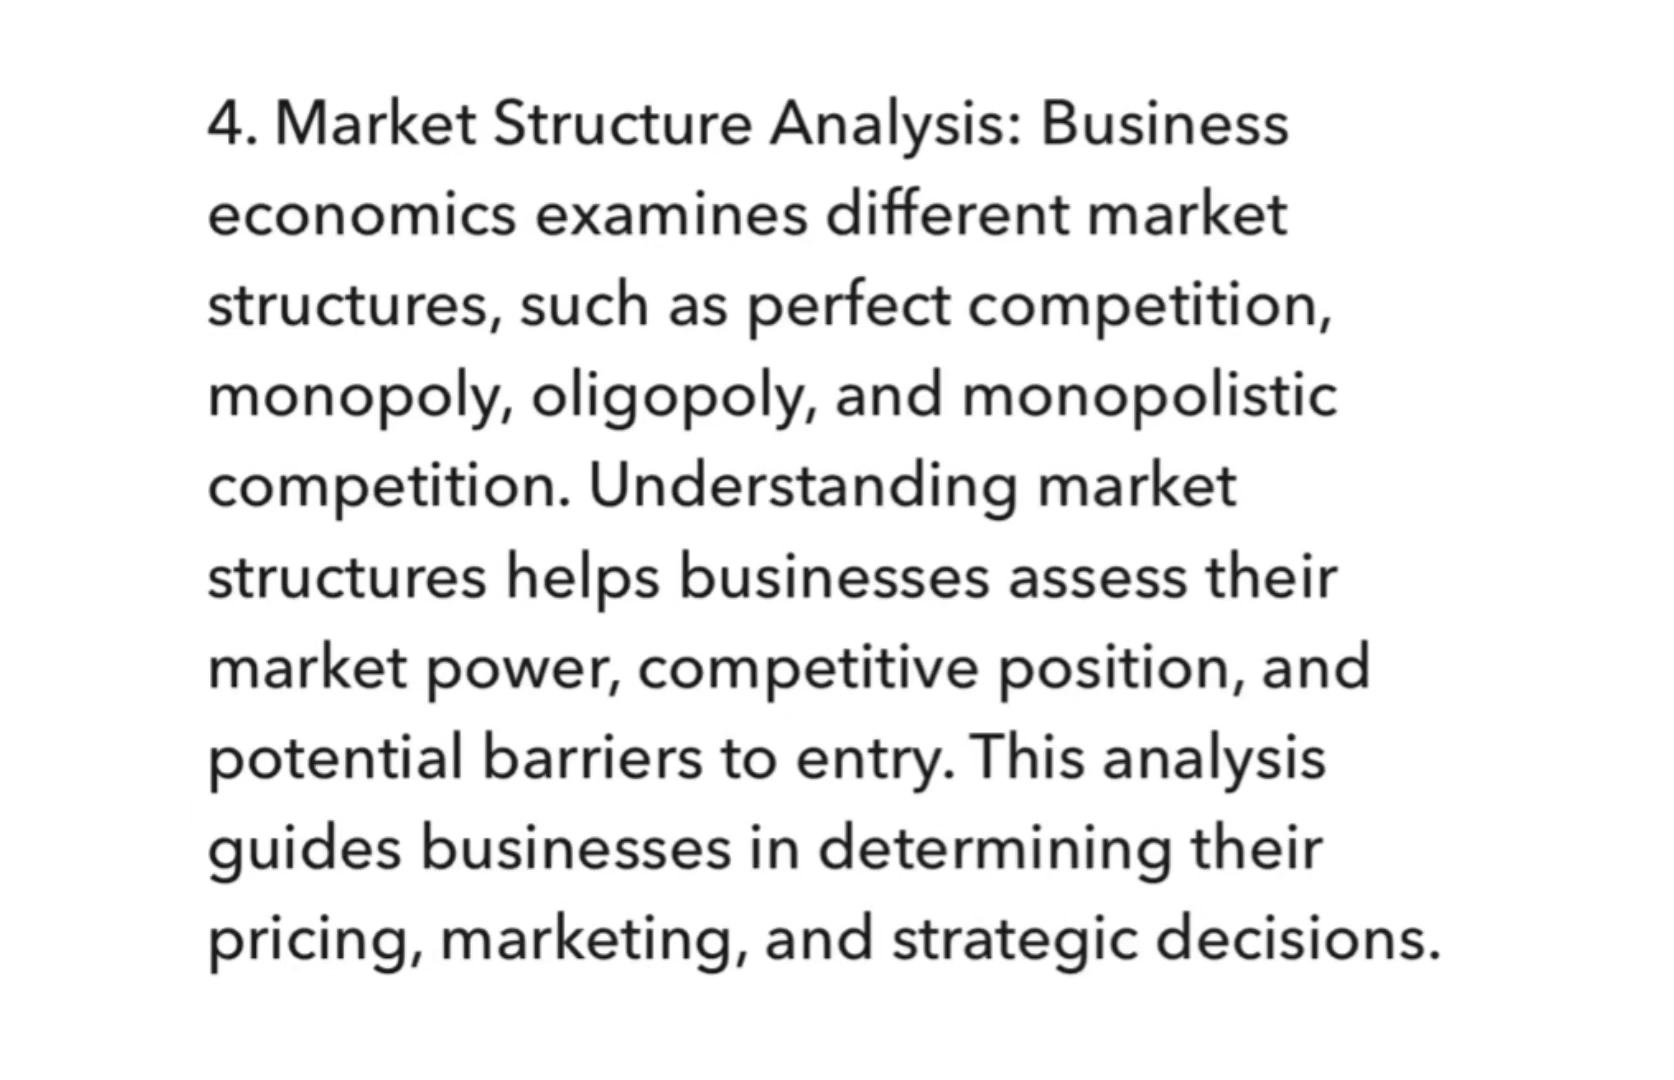 4. Market Structure Analysis: Business
economics examines different market
structures, such as perfect competition,
monopoly, oligopoly, and monopolistic
competition. Understanding market
structures helps businesses assess their
market power, competitive position, and
potential barriers to entry. This analysis
guides businesses in determining their
pricing, marketing, and strategic decisions.